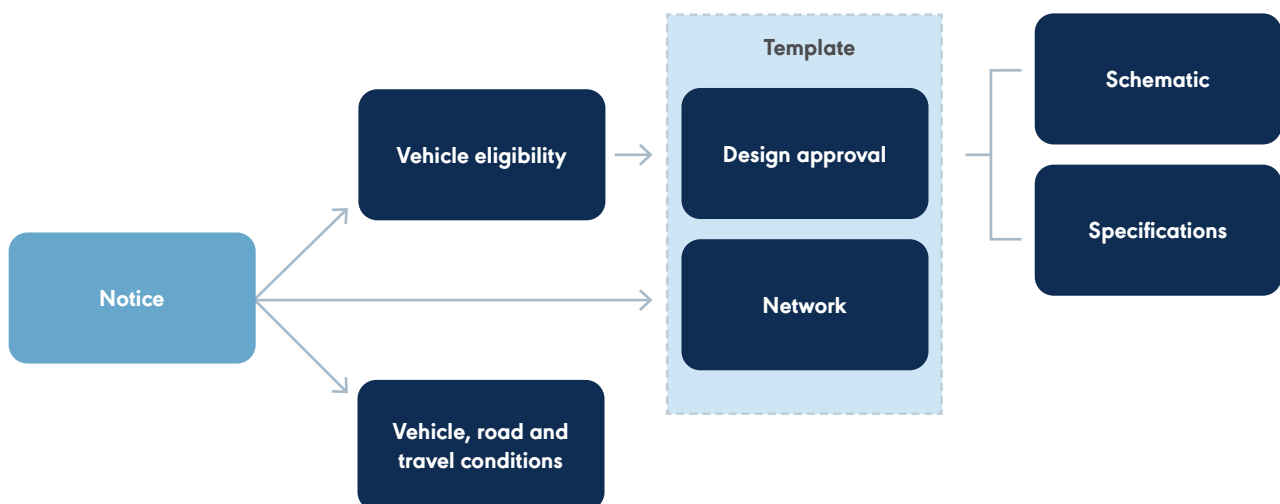 Template
Schematic
Vehicle eligibility
Design approval
Specifications
Notice
Network
Vehicle, road and
travel conditions